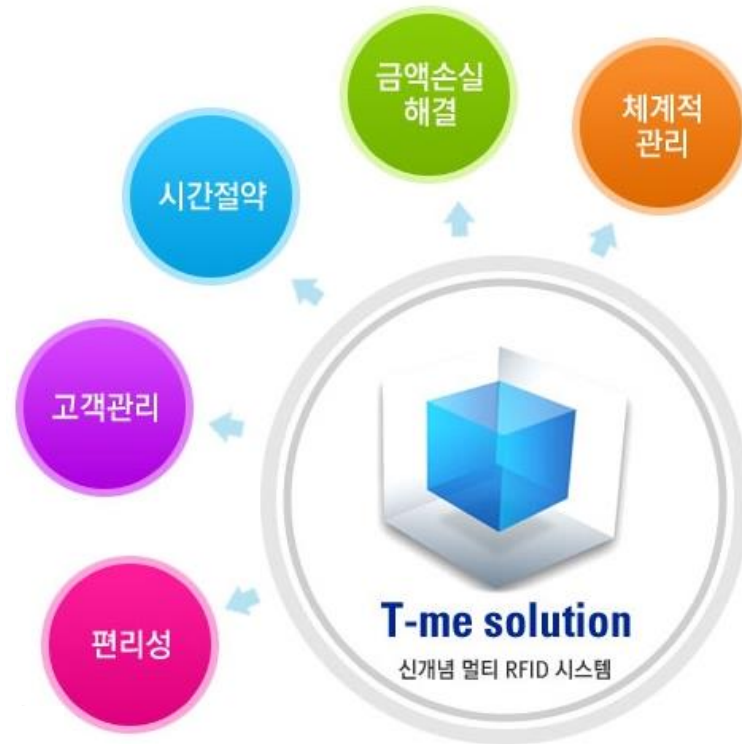 금액손실
해결
체계적
관리
시간절약
고객관리
편리성
T-me solution
신개념 멀티 RFID 시스템